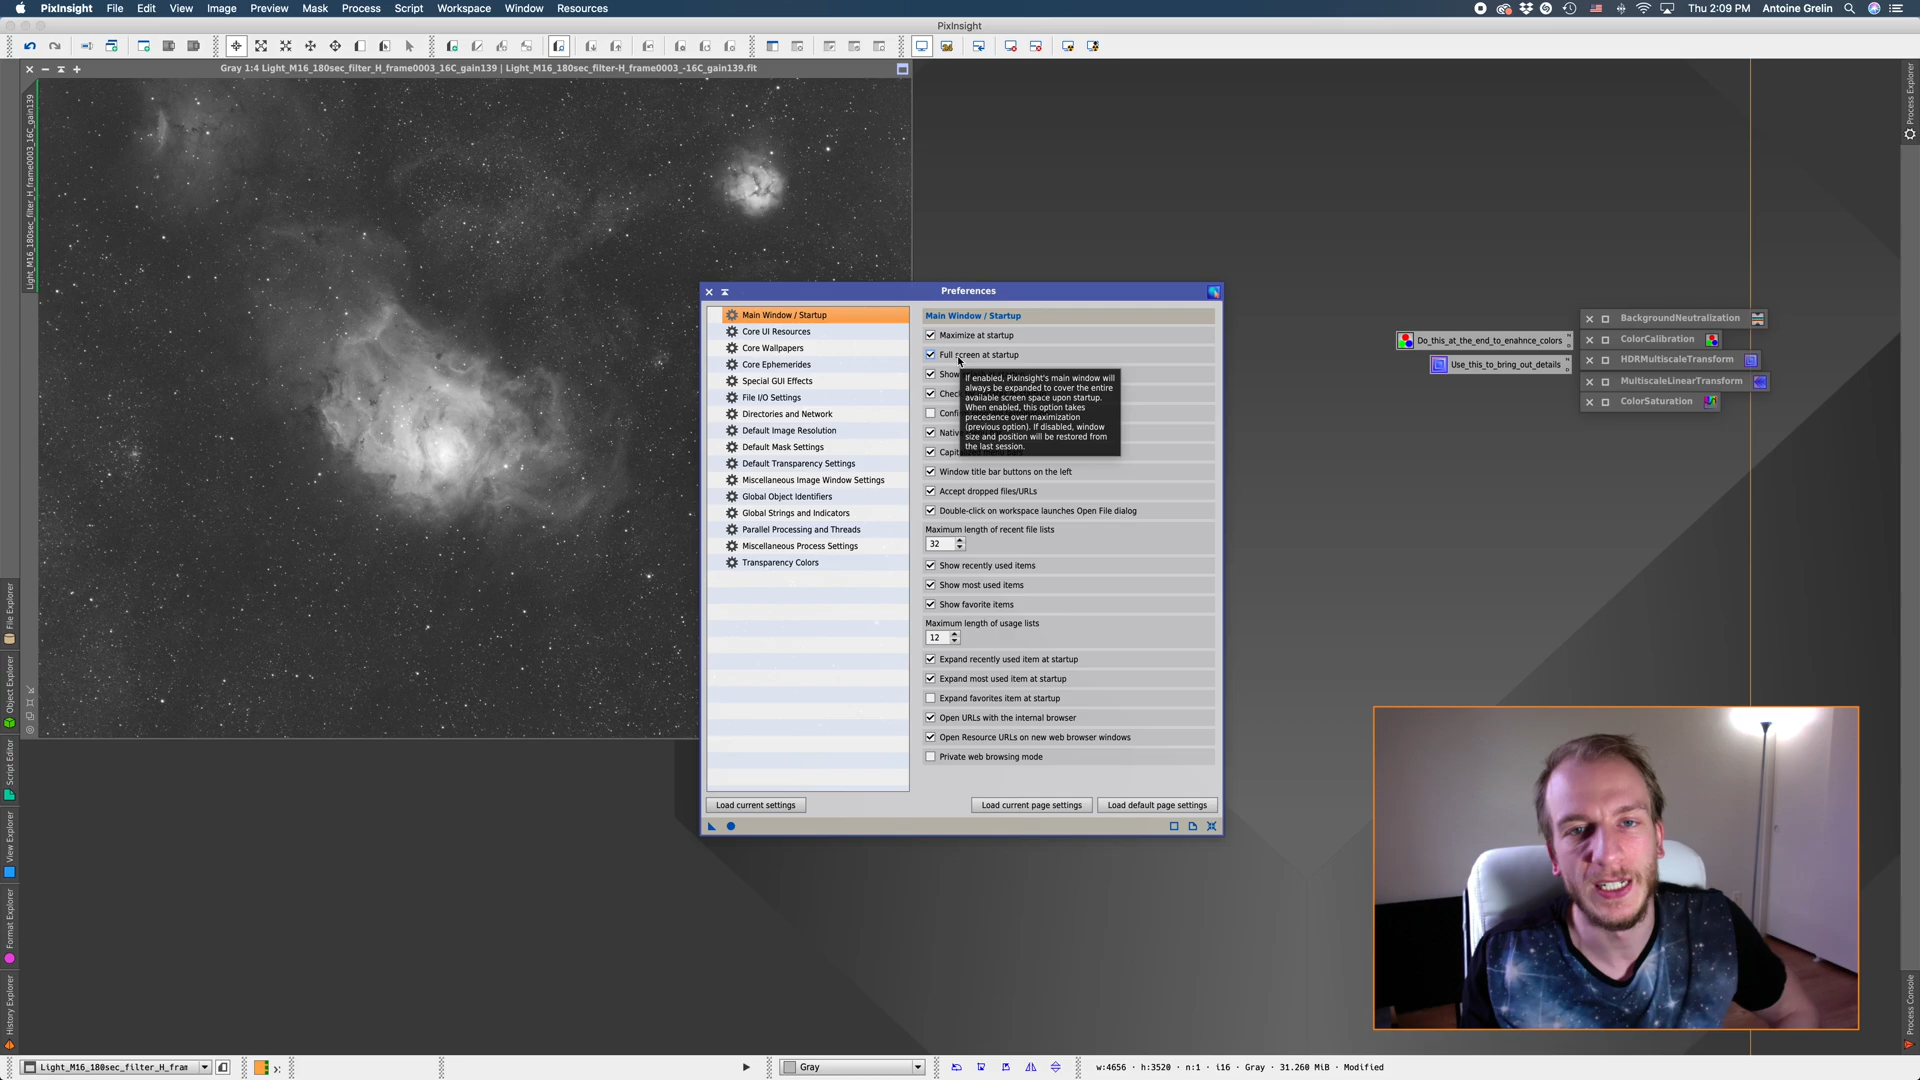 PixInsight File Edit View Image Preview Mask Process Script Workspace Window Resources
Thu 2:09 PM Antoine Grelin
PixInsight
Gray 1:4 Light_M16_180sec_filter_H_frame0003_16C_gain139 | Light_M16_180sec_filter-H_frame0003_-16C_gain139.fit
Light_M16_180sec_filter_H_frame0003_16C_gain139
Process Explorer
Preferences
Main Window / Startup
Core UI Resources
Core Wallpapers
Core Ephemerides
Special GUI Effects
File I/O Settings
Directories and Network
Default Image Resolution
Default Mask Settings
Default Transparency Settings
Miscellaneous Image Window Settings
Global Object Identifiers
Global Strings and Indicators
Parallel Processing and Threads
Miscellaneous Process Settings
Transparency Colors
Main Window / Startup
Maximize at startup
Full screen at startup
Show
Chec
Confi
Native
Capit
If enabled, PixInsight's main window will
always be expanded to cover the entire
available screen space upon startup.
When enabled, this option takes
precedence over maximization
(previous option). If disabled, window
size and position will be restored from
the last session.
Window title bar buttons on the left
Accept dropped files/URLs
Double-click on workspace launches Open File dialog
Maximum length of recent file lists
32
Show recently used items
Show most used items
Show favorite items
Maximum length of usage lists
12
Expand recently used item at startup
Expand most used item at startup
Expand favorites item at startup
Open URLs with the internal browser
Open Resource URLs on new web browser windows
Private web browsing mode
Load current settings
Load current page settings
Load default page settings
BackgroundNeutralization
ColorCalibration
HDRMultiscaleTransform
MultiscaleLinearTransform
ColorSaturation
Do_this_at_the_end_to_enahnce_colors
Use_this_to_bring_out_details
File Explorer
Object Explorer
Script Editor
View Explorer
Format Explorer
History Explorer
Process Console
Light_M16_180sec_filter_H_fran
Gray
w:4656 · h:3520 · n:1 · i16 · Gray · 31.260 MiB · Modified